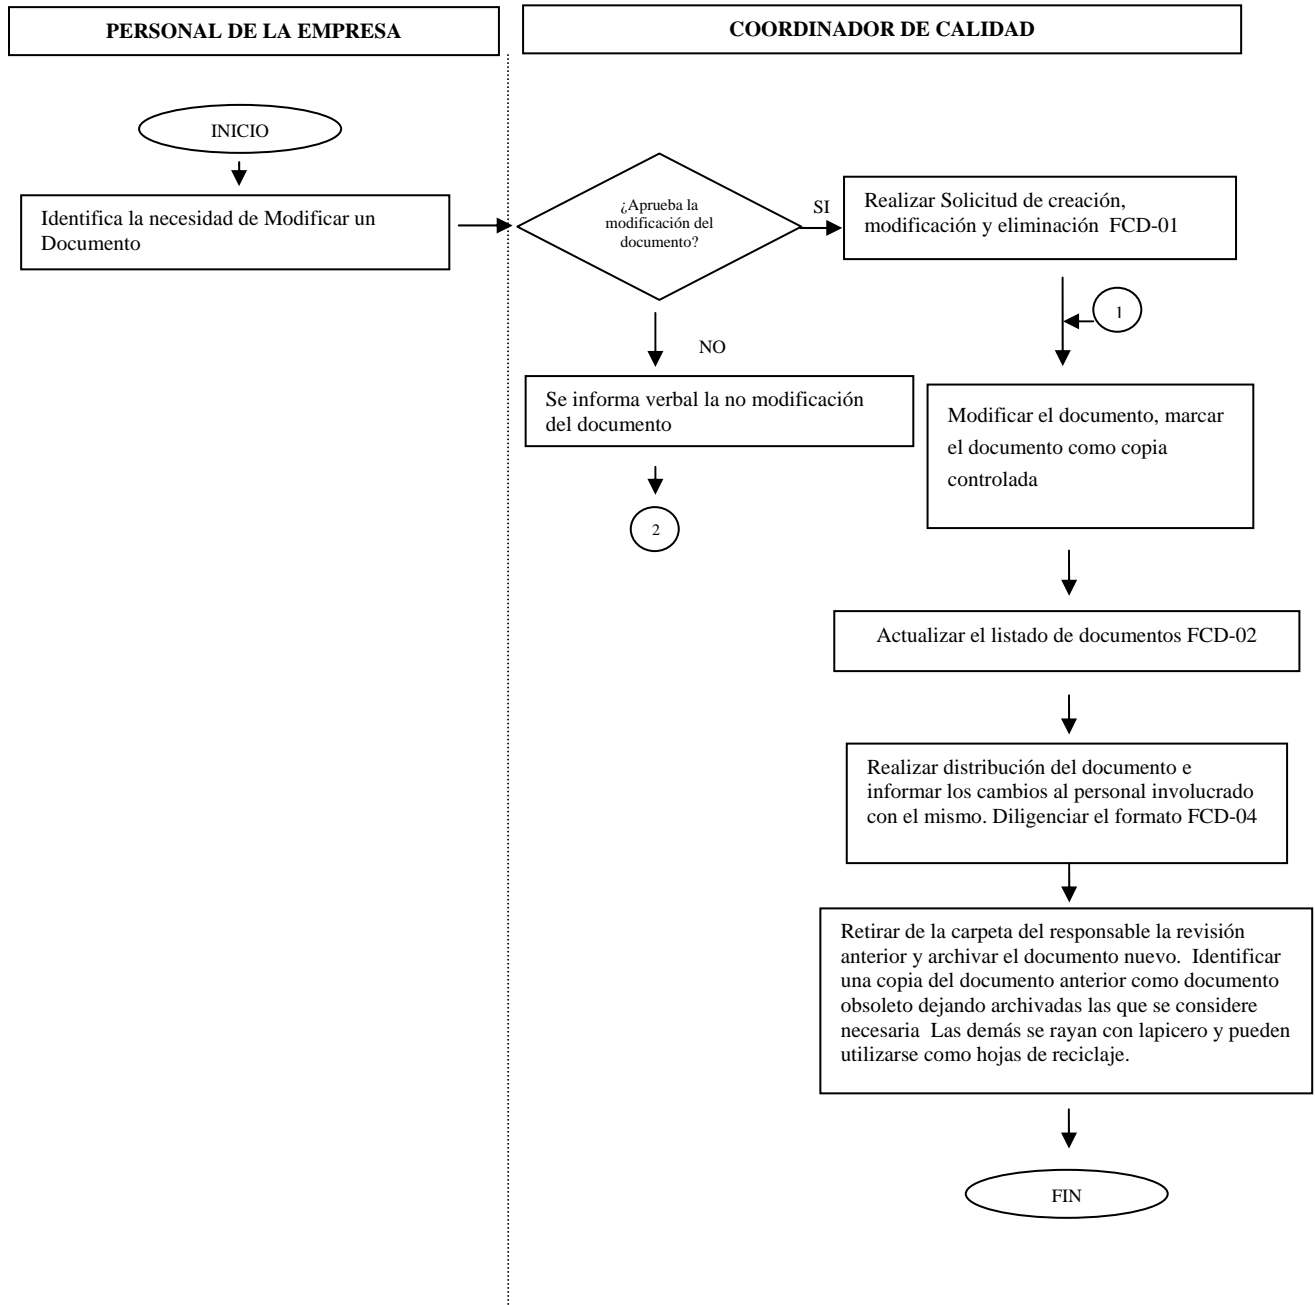 PERSONAL DE LA EMPRESA
COORDINADOR DE CALIDAD
INICIO
Identifica la necesidad de Modificar un
Documento
¿Aprueba la
modificación del
documento?
SI
Realizar Solicitud de creación,
modificación y eliminación FCD-01
1
NO
Se informa verbal la no modificación
del documento
2
Modificar el documento, marcar
el documento como copia
controlada
Actualizar el listado de documentos FCD-02
Realizar distribución del documento e
informar los cambios al personal involucrado
con el mismo. Diligenciar el formato FCD-04
Retirar de la carpeta del responsable la revisión
anterior y archivar el documento nuevo. Identificar
una copia del documento anterior como documento
obsoleto dejando archivadas las que se considere
necesaria Las demás se rayan con lapicero y pueden
utilizarse como hojas de reciclaje.
FIN